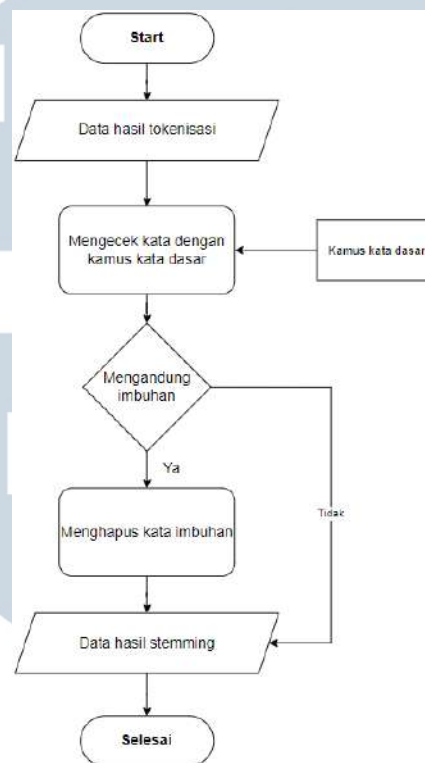 Start
Data hasil tokenisasi
Mengecek kata dengan
kamus kata dasar
Kamus kata dasar
Mengandung
imbuhan
Ya
Tidak
Menghapus kata imbuhan
Data hasil stemming
Selesai